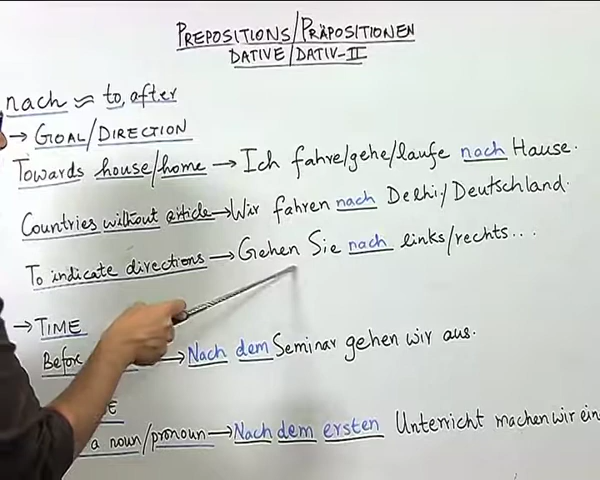 PREPOSITIONS/PRÄPOSITIONEN
DATIVE/DATIV-II
nach ≈ to, after
→ GOAL/DIRECTION
Towards house/home → Ich fahre/gehe/laufe nach Hause.
Countries without article → Wir fahren nach Delhi/Deutschland.
To indicate directions → Gehen Sie nach links/rechts...
→ TIME
Before → Nach dem Seminar gehen wir aus.
a noun/pronoun → Nach dem ersten Unterricht machen wir ein